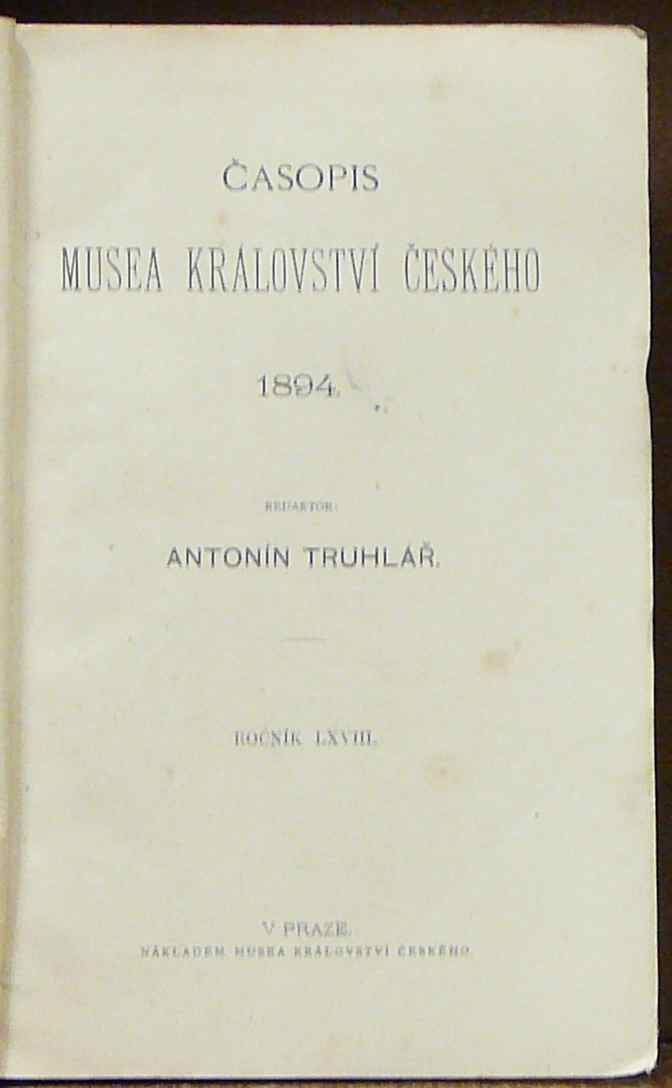 ČASOPIS
MUSEA KRÁLOVSTVÍ ČESKÉHO
1894.
REDAKTOR:
ANTONÍN TRUHLÁŘ.
ROČNÍK LXVIII.
V PRAZE.
NÁKLADEM MUSEA KRÁLOVSTVÍ ČESKÉHO.